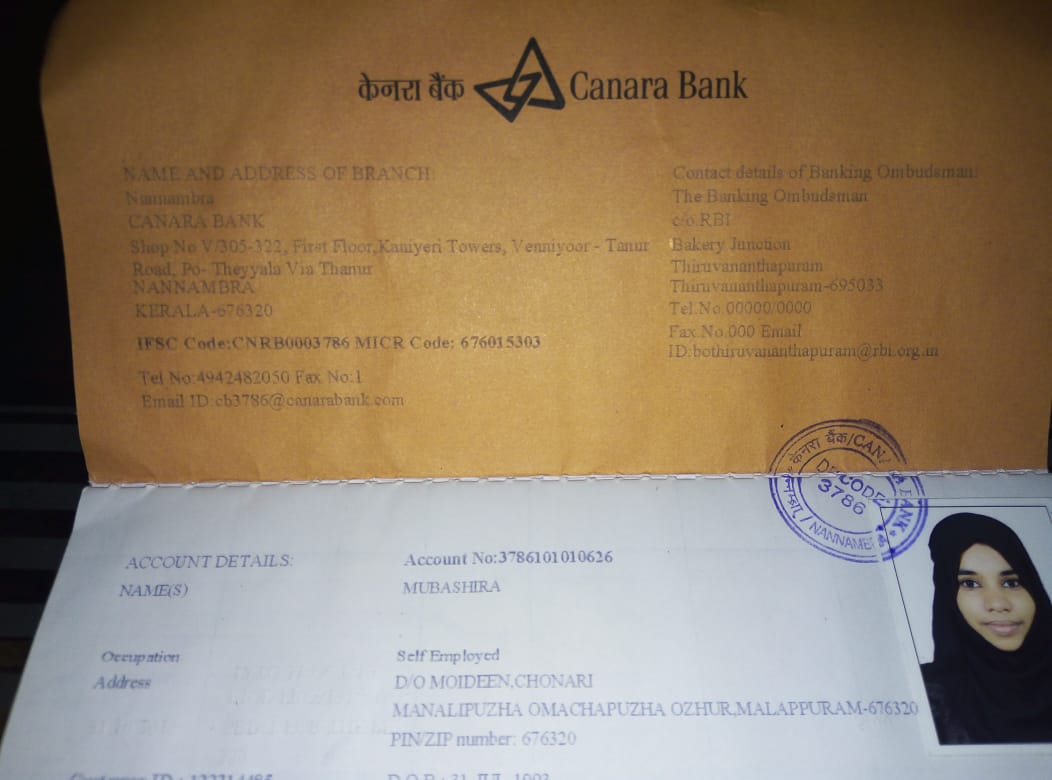 केनरा बैंक Canara Bank
NAME AND ADDRESS OF BRANCH:
Nannambra
CANARA BANK
Shop No V/305-322, First Floor,Kaniyeri Towers, Venniyoor - Tanur
Road, Po- Theyyala Via Thanur
NANNAMBRA
KERALA-676320
IFSC Code:CNRB0003786 MICR Code: 676015303
Tel No:4942482050 Fax No:1
Email ID:cb3786@canarabank.com
Contact details of Banking Ombudsman:
The Banking Ombudsman
c/o RBI
Bakery Junction
Thiruvananthapuram
Thiruvananthapuram-695033
Tel.No.00000/0000
Fax.No.000 Email
ID:bothiruvananthapuram@rbi.org.in
केनरा बैंक/CAN BANK
DP CODE
3786
NANNAMB
ACCOUNT DETAILS: Account No:3786101010626
NAME(S) MUBASHIRA
Occupation Self Employed
Address D/O MOIDEEN,CHONARI
MANALIPUZHA OMACHAPUZHA OZHUR,MALAPPURAM-676320
PIN/ZIP number: 676320